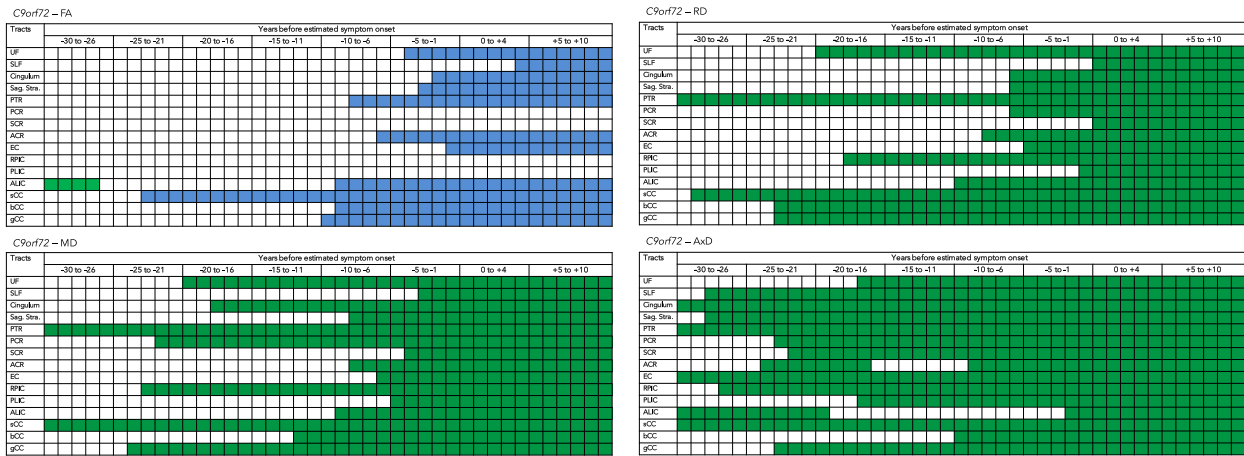 C9orf72 – FA
Tracts Years before estimated symptom onset
-30 to -26 -25 to -21 -20 to -16 -15 to -11 -10 to -6 -5 to -1 0 to +4 +5 to +10
UF
SLF
Cingulum
Sag. Stra.
PTR
PCR
SCR
ACR
EC
RPIC
PLIC
ALIC
sCC
bCC
gCC
C9orf72 – RD
Tracts Years before estimated symptom onset
-30 to -26 -25 to -21 -20 to -16 -15 to -11 -10 to -6 -5 to -1 0 to +4 +5 to +10
UF
SLF
Cingulum
Sag. Stra.
PTR
PCR
SCR
ACR
EC
RPIC
PLIC
ALIC
sCC
bCC
gCC
C9orf72 – MD
Tracts Years before estimated symptom onset
-30 to -26 -25 to -21 -20 to -16 -15 to -11 -10 to -6 -5 to -1 0 to +4 +5 to +10
UF
SLF
Cingulum
Sag. Stra.
PTR
PCR
SCR
ACR
EC
RPIC
PLIC
ALIC
sCC
bCC
gCC
C9orf72 – AxD
Tracts Years before estimated symptom onset
-30 to -26 -25 to -21 -20 to -16 -15 to -11 -10 to -6 -5 to -1 0 to +4 +5 to +10
UF
SLF
Cingulum
Sag. Stra.
PTR
PCR
SCR
ACR
EC
RPIC
PLIC
ALIC
sCC
bCC
gCC